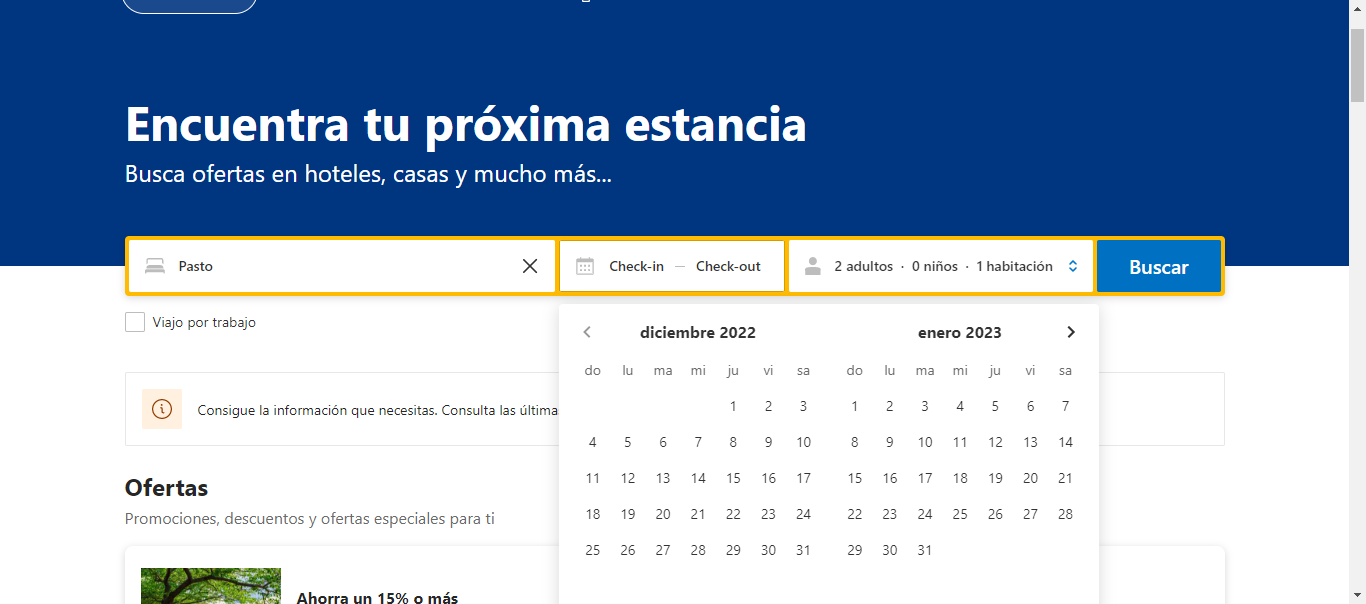 Encuentra tu próxima estancia
Busca ofertas en hoteles, casas y mucho más...
Pasto
Check-in — Check-out
2 adultos · 0 niños · 1 habitación
Buscar
Viajo por trabajo
diciembre 2022
do lu ma mi ju vi sa
1 2 3
4 5 6 7 8 9 10
11 12 13 14 15 16 17
18 19 20 21 22 23 24
25 26 27 28 29 30 31
enero 2023
do lu ma mi ju vi sa
1 2 3 4 5 6 7
8 9 10 11 12 13 14
15 16 17 18 19 20 21
22 23 24 25 26 27 28
29 30 31
Consigue la información que necesitas. Consulta las última
Ofertas
Promociones, descuentos y ofertas especiales para ti
Ahorra un 15% o más